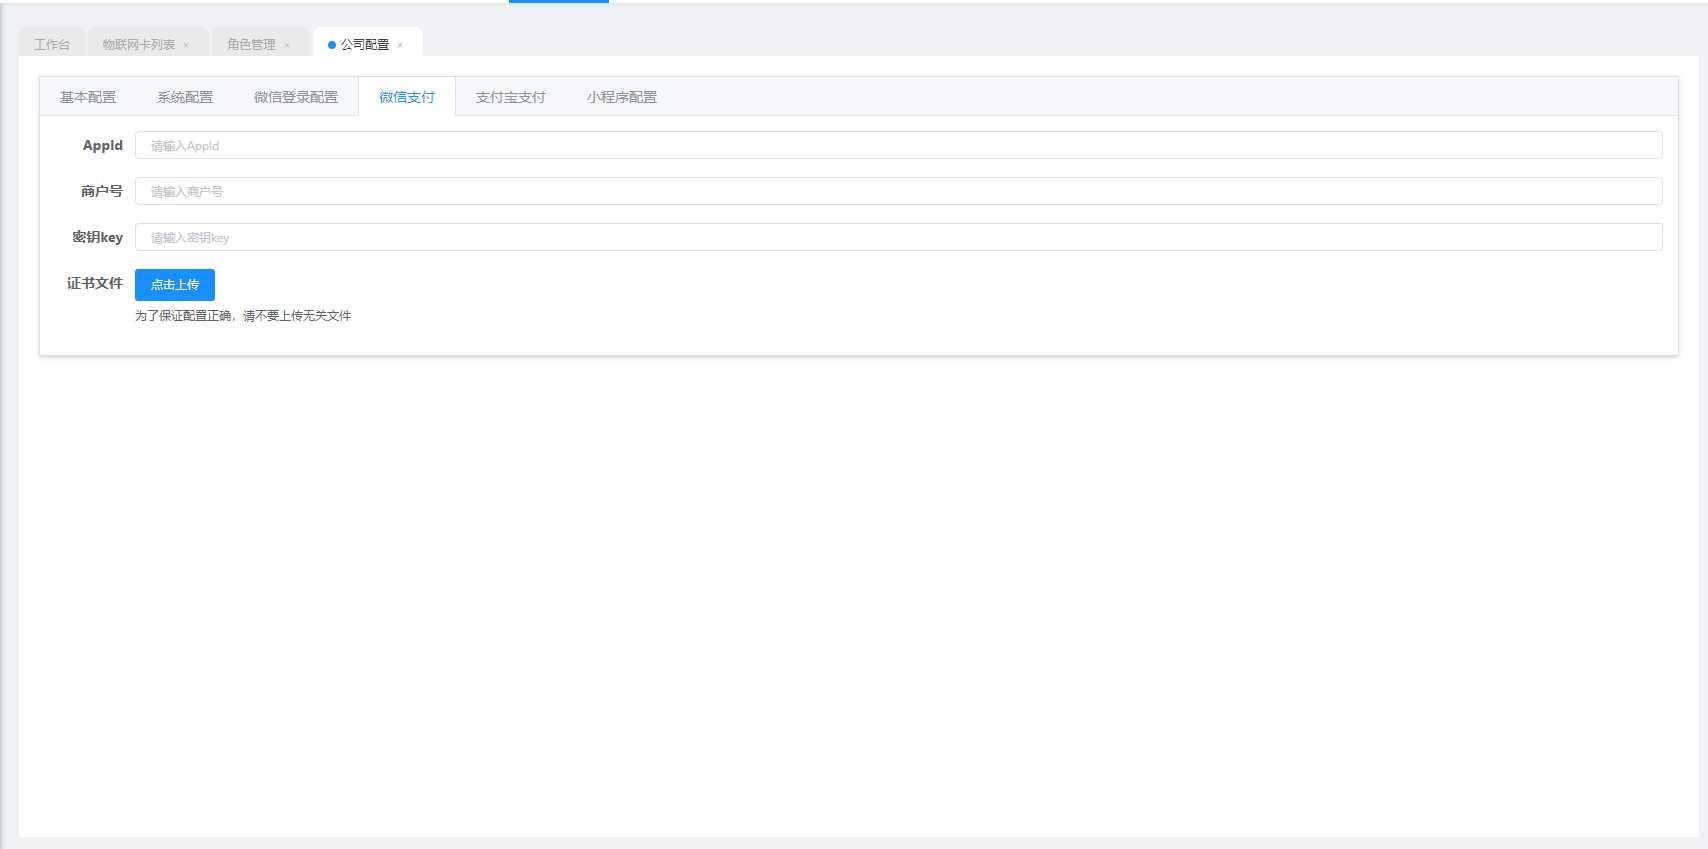 工作台 物联网卡列表 × 角色管理 × 公司配置 ×
基本配置 系统配置 微信登录配置 微信支付 支付宝支付 小程序配置
AppId 请输入AppId
商户号 请输入商户号
密钥key 请输入密钥key
证书文件 点击上传
为了保证配置正确，请不要上传无关文件